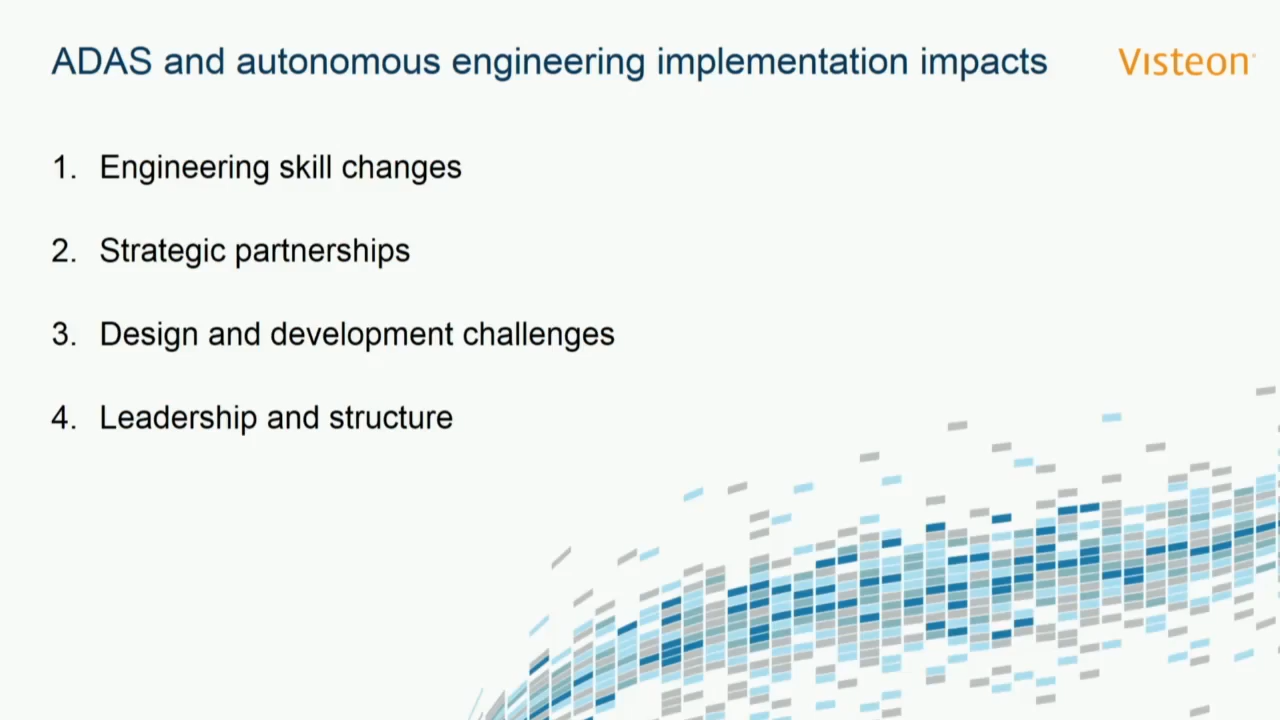 ADAS and autonomous engineering implementation impacts
Visteon
1. Engineering skill changes
2. Strategic partnerships
3. Design and development challenges
4. Leadership and structure